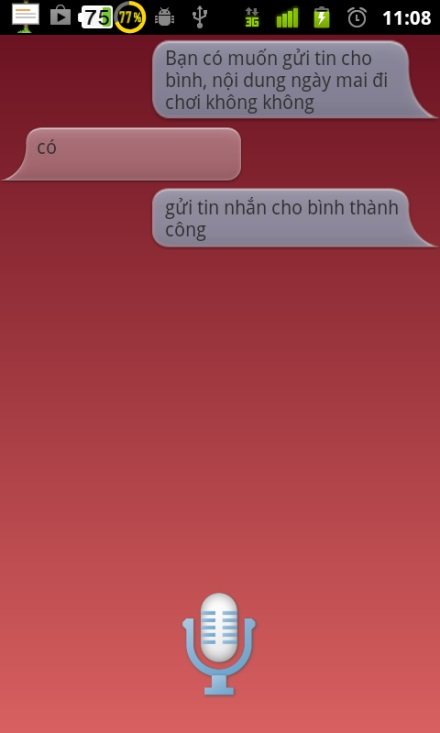 75 77% 3G 11:08
Bạn có muốn gửi tin cho
bình, nội dung ngày mai đi
chơi không không
có
gửi tin nhắn cho bình thành
công